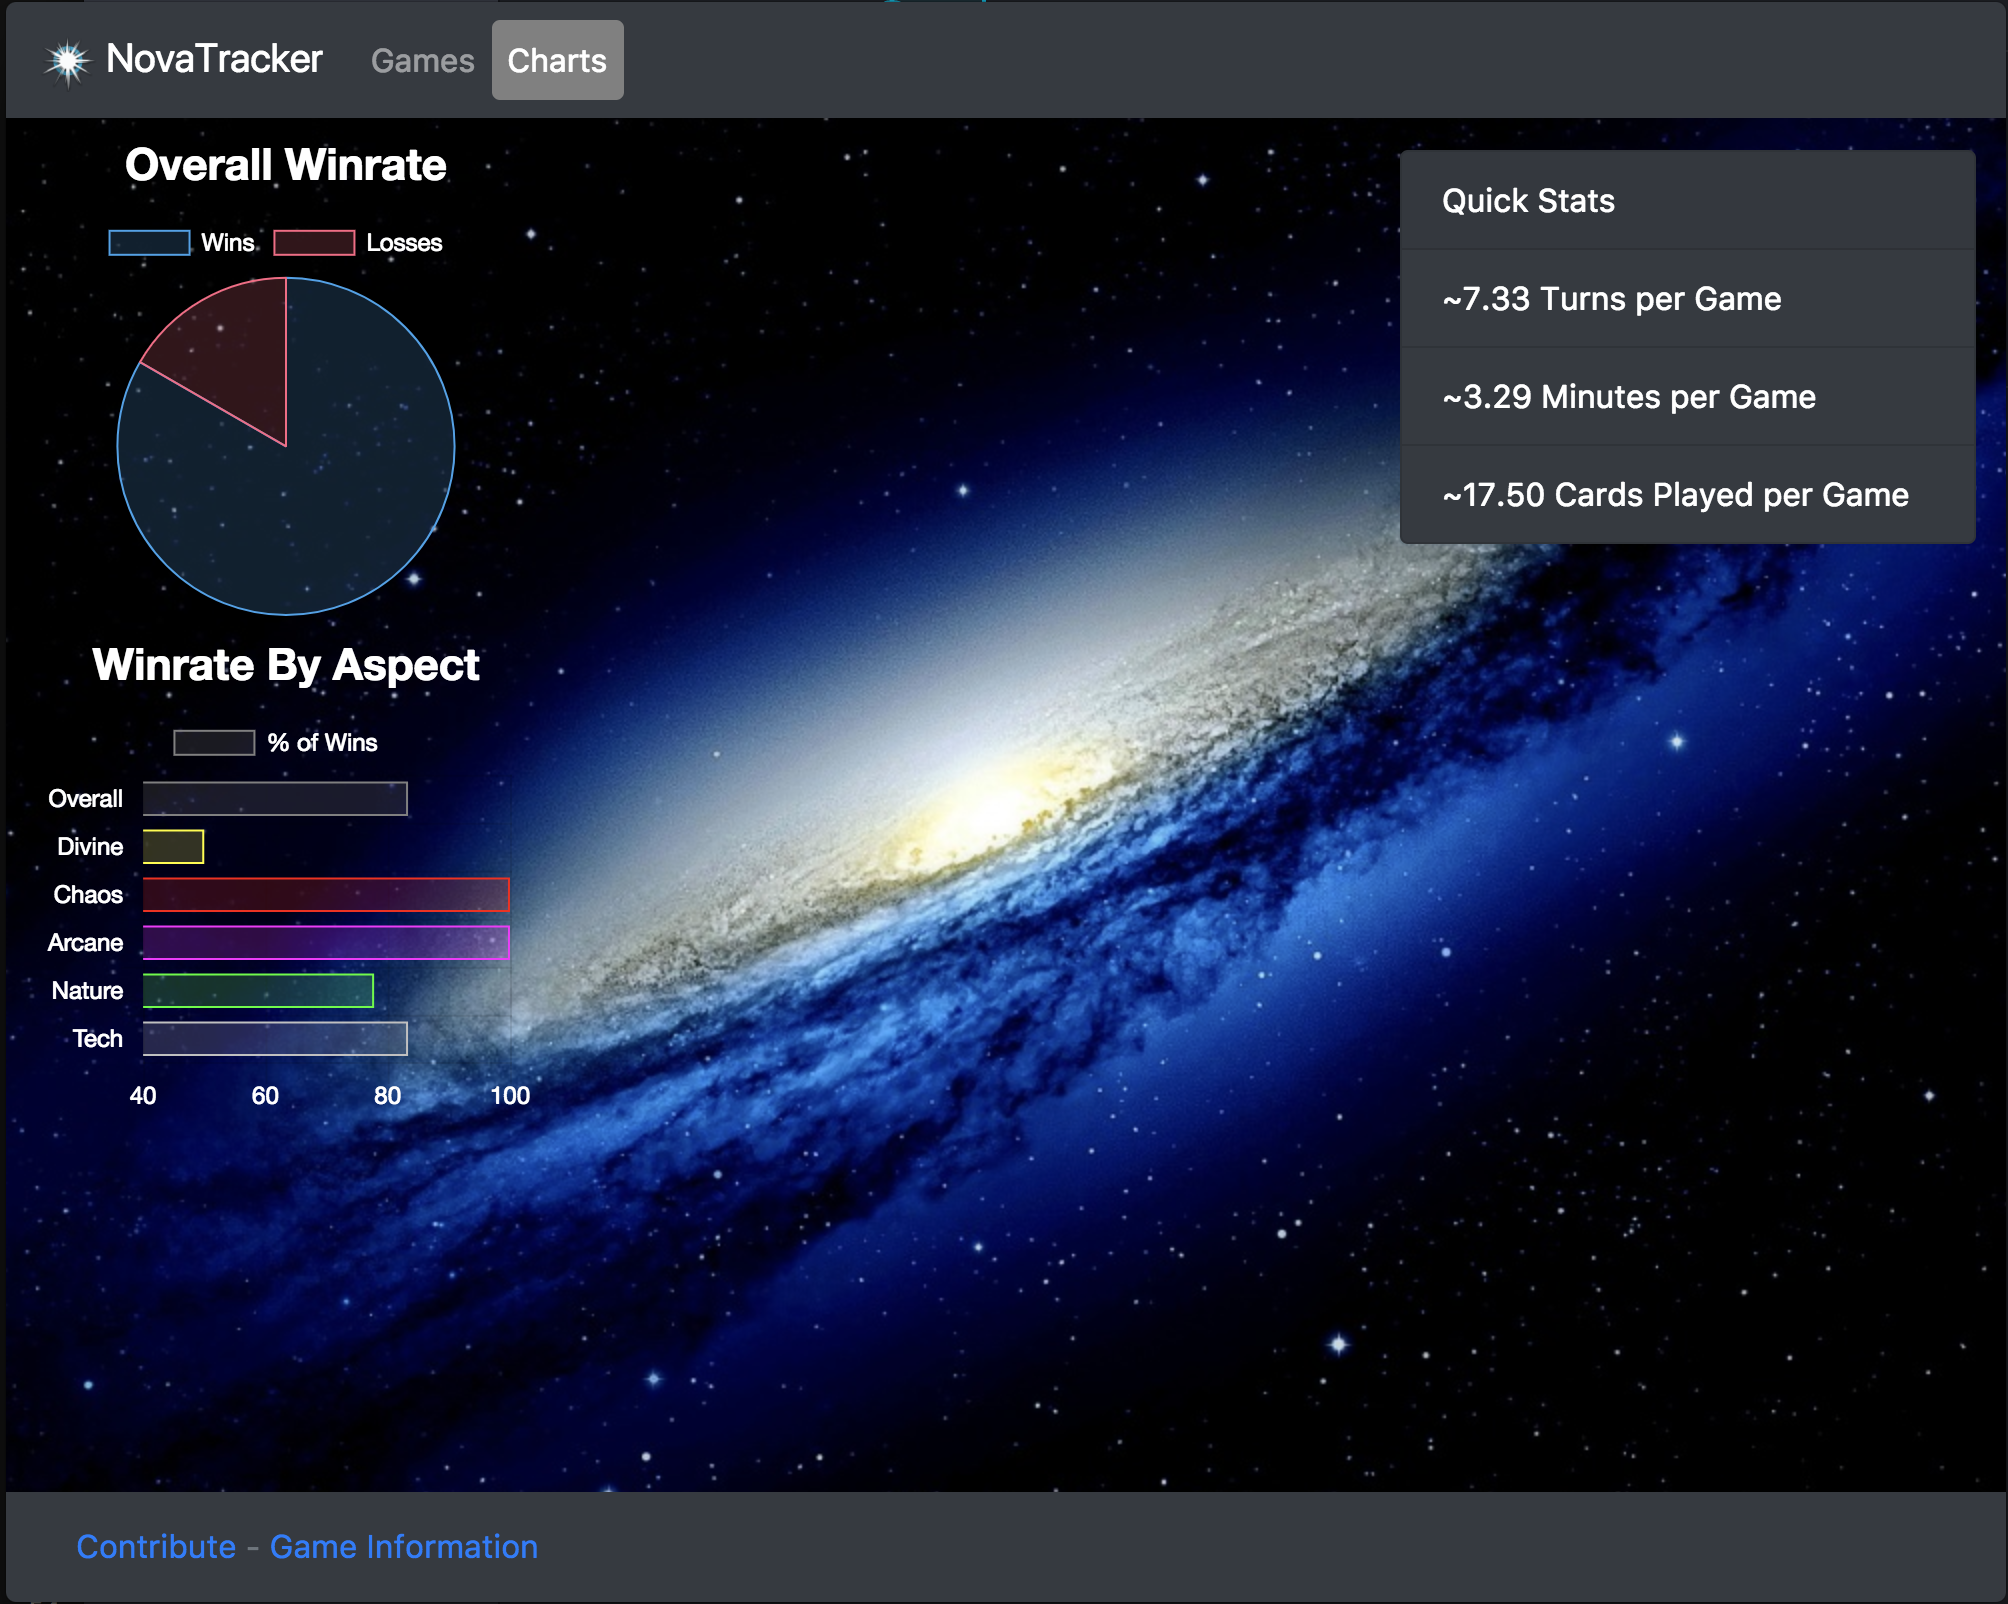 NovaTracker Games Charts
Overall Winrate
Wins Losses
Winrate By Aspect
% of Wins
Overall
Divine
Chaos
Arcane
Nature
Tech
40 60 80 100
Quick Stats
~7.33 Turns per Game
~3.29 Minutes per Game
~17.50 Cards Played per Game
Contribute - Game Information